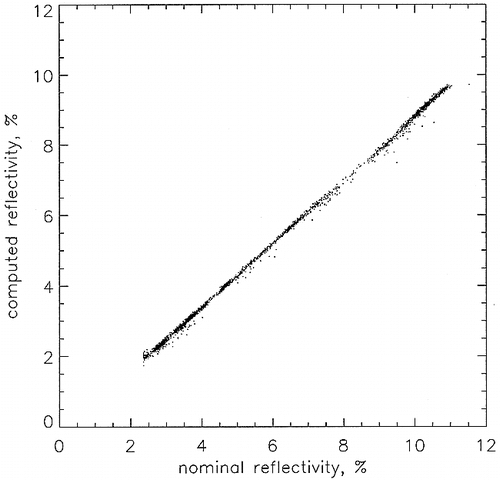 12
10
8
6
4
2
0
computed reflectivity, %
0 2 4 6 8 10 12
nominal reflectivity, %